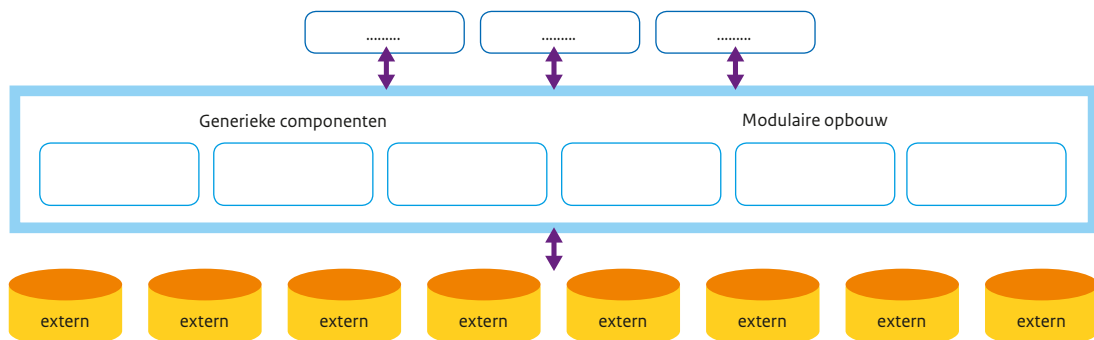 ......... ......... .........
Generieke componenten Modulaire opbouw
extern extern extern extern extern extern extern extern